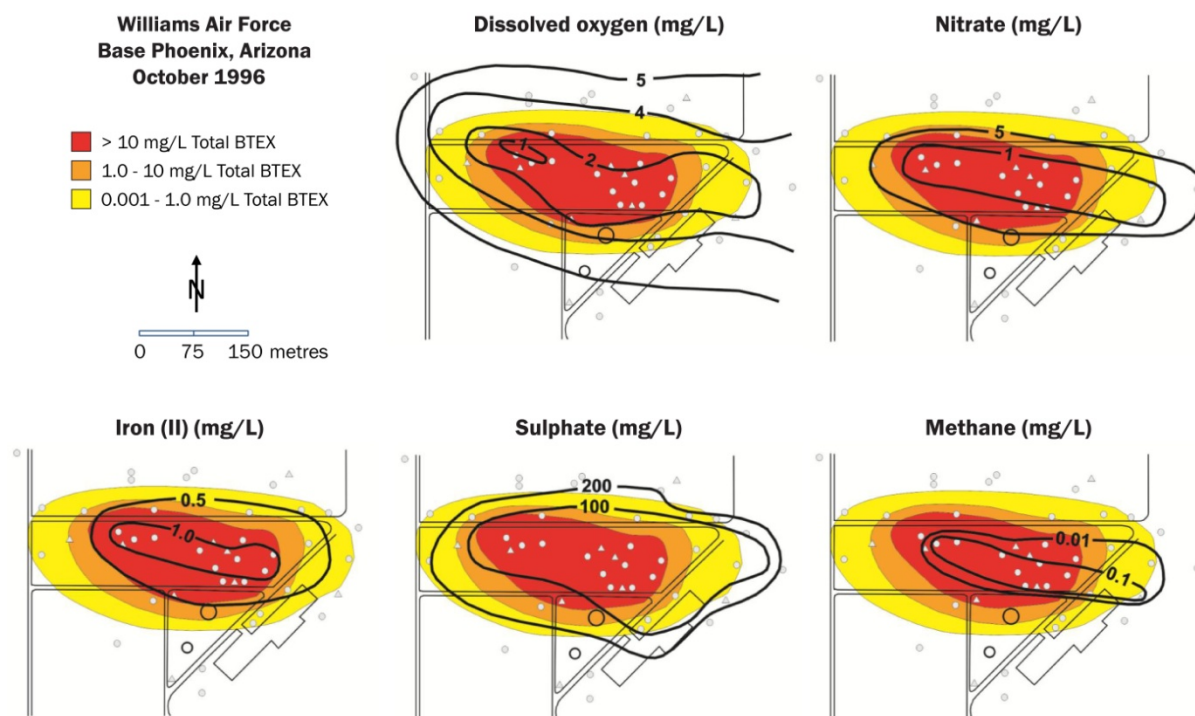 Williams Air Force
Base Phoenix, Arizona
October 1996
> 10 mg/L Total BTEX
1.0 - 10 mg/L Total BTEX
0.001 - 1.0 mg/L Total BTEX
N
0 75 150 metres
Dissolved oxygen (mg/L)
5
4
1
2
Nitrate (mg/L)
5
1
Iron (II) (mg/L)
0.5
1.0
Sulphate (mg/L)
200
100
Methane (mg/L)
0.01
0.1